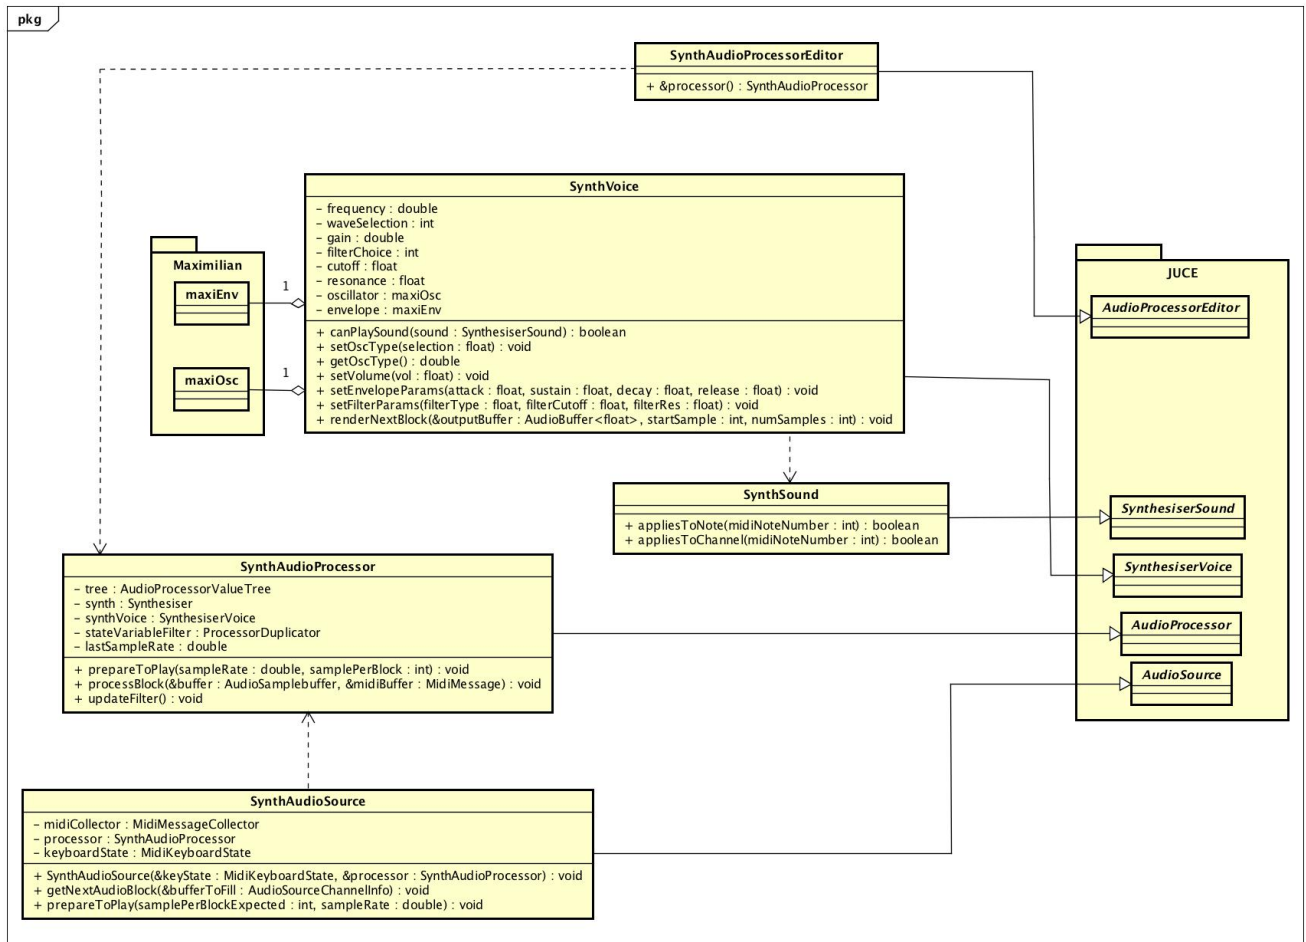 pkg
SynthAudioProcessorEditor
+ &processor() : SynthAudioProcessor
SynthVoice
– frequency : double
– waveSelection : int
– gain : double
– filterChoice : int
– cutoff : float
– resonance : float
– oscillator : maxiOsc
– envelope : maxiEnv
+ canPlaySound(sound : SynthesiserSound) : boolean
+ setOscType(selection : float) : void
+ getOscType() : double
+ setVolume(vol : float) : void
+ setEnvelopeParams(attack : float, sustain : float, decay : float, release : float) : void
+ setFilterParams(filterType : float, filterCutoff : float, filterRes : float) : void
+ renderNextBlock(&outputBuffer : AudioBuffer<float>, startSample : int, numSamples : int) : void
Maximilian
maxiEnv
1
maxiOsc
1
JUCE
AudioProcessorEditor
SynthesiserSound
SynthesiserVoice
AudioProcessor
AudioSource
SynthSound
+ appliesToNote(midiNoteNumber : int) : boolean
+ appliesToChannel(midiNoteNumber : int) : boolean
SynthAudioProcessor
– tree : AudioProcessorValueTree
– synth : Synthesiser
– synthVoice : SynthesiserVoice
– stateVariableFilter : ProcessorDuplicator
– lastSampleRate : double
+ prepareToPlay(sampleRate : double, samplePerBlock : int) : void
+ processBlock(&buffer : AudioSamplebuffer, &midiBuffer : MidiMessage) : void
+ updateFilter() : void
SynthAudioSource
– midiCollector : MidiMessageCollector
– processor : SynthAudioProcessor
– keyboardState : MidiKeyboardState
+ SynthAudioSource(&keyState : MidiKeyboardState, &processor : SynthAudioProcessor) : void
+ getNextAudioBlock(&bufferToFill : AudioSourceChannelInfo) : void
+ prepareToPlay(samplePerBlockExpected : int, sampleRate : double) : void